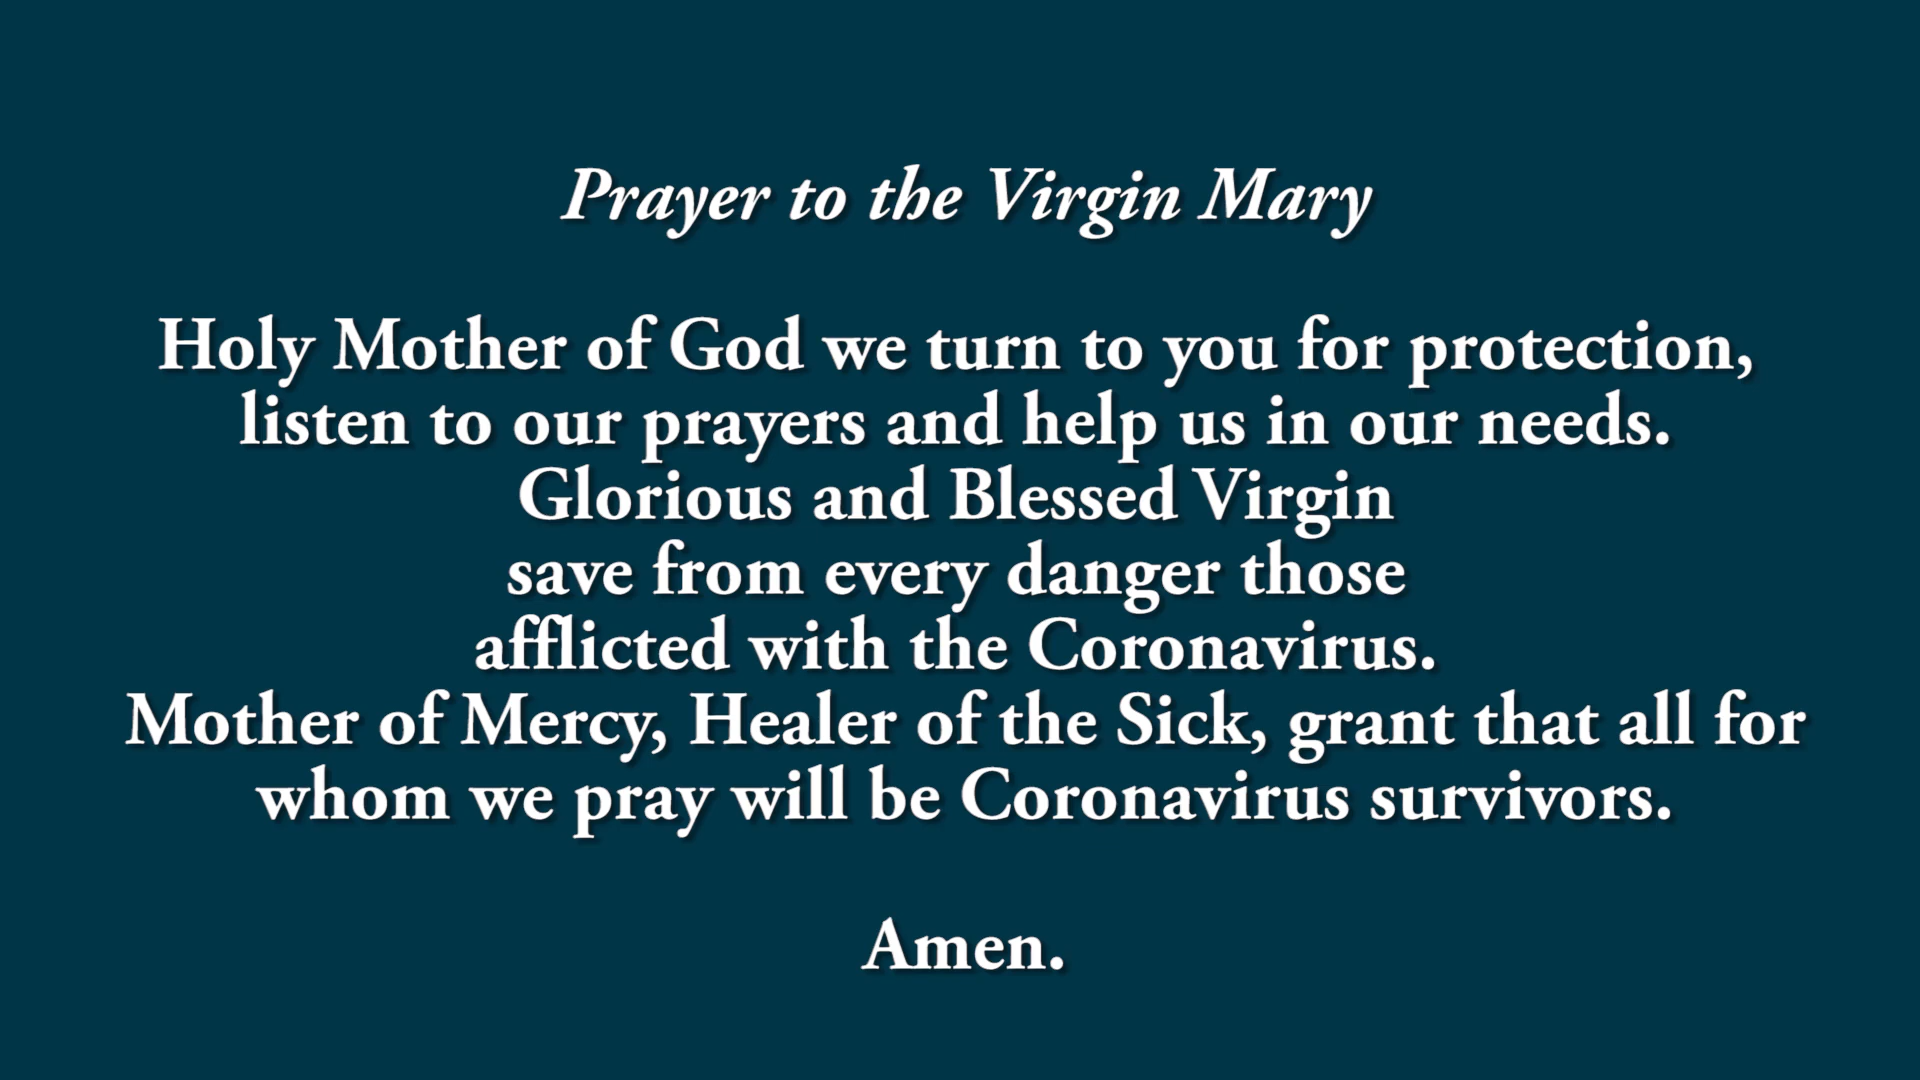 Prayer to the Virgin Mary
Holy Mother of God we turn to you for protection,
listen to our prayers and help us in our needs.
Glorious and Blessed Virgin
save from every danger those
afflicted with the Coronavirus.
Mother of Mercy, Healer of the Sick, grant that all for
whom we pray will be Coronavirus survivors.
Amen.